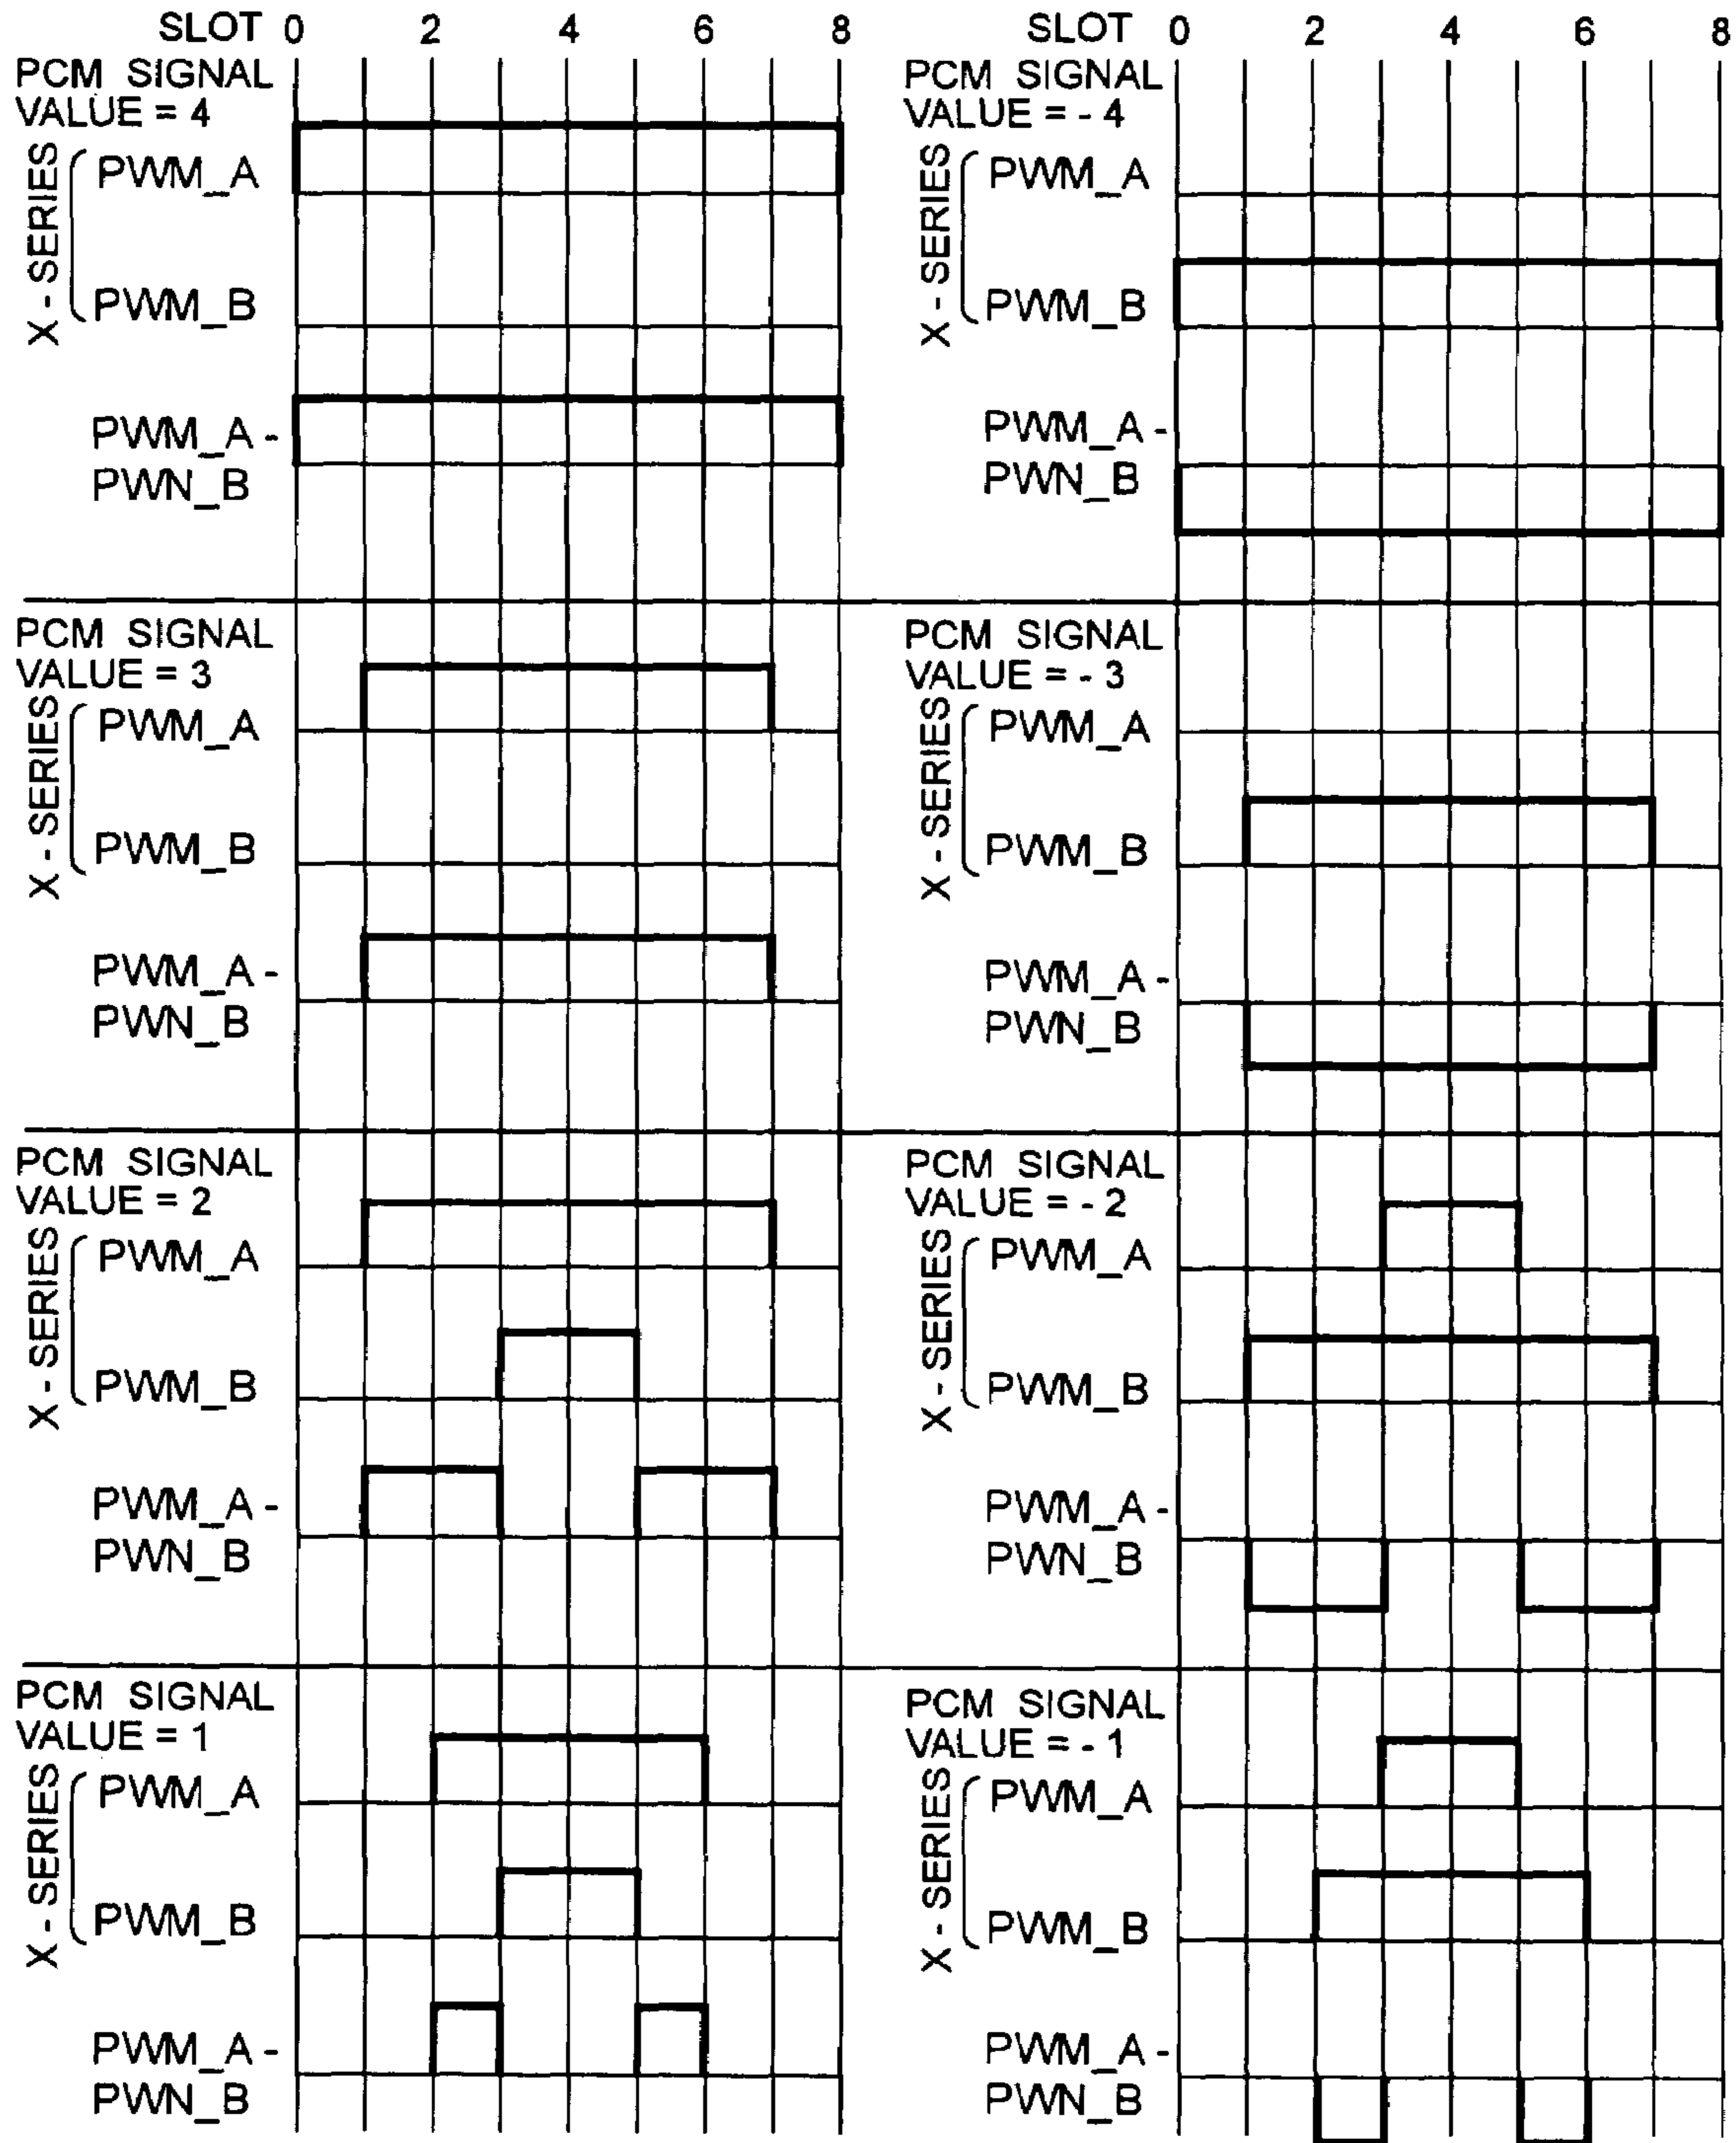 SLOT 0 2 4 6 8
PCM SIGNAL
VALUE = 4
X - SERIES
PWM_A
PWM_B
PWM_A -
PWN_B
PCM SIGNAL
VALUE = 3
X - SERIES
PWM_A
PWM_B
PWM_A -
PWN_B
PCM SIGNAL
VALUE = 2
X - SERIES
PWM_A
PWM_B
PWM_A -
PWN_B
PCM SIGNAL
VALUE = 1
X - SERIES
PWM_A
PWM_B
PWM_A -
PWN_B
SLOT 0 2 4 6 8
PCM SIGNAL
VALUE = - 4
X - SERIES
PWM_A
PWM_B
PWM_A -
PWN_B
PCM SIGNAL
VALUE = - 3
X - SERIES
PWM_A
PWM_B
PWM_A -
PWN_B
PCM SIGNAL
VALUE = - 2
X - SERIES
PWM_A
PWM_B
PWM_A -
PWN_B
PCM SIGNAL
VALUE = - 1
X - SERIES
PWM_A
PWM_B
PWM_A -
PWN_B